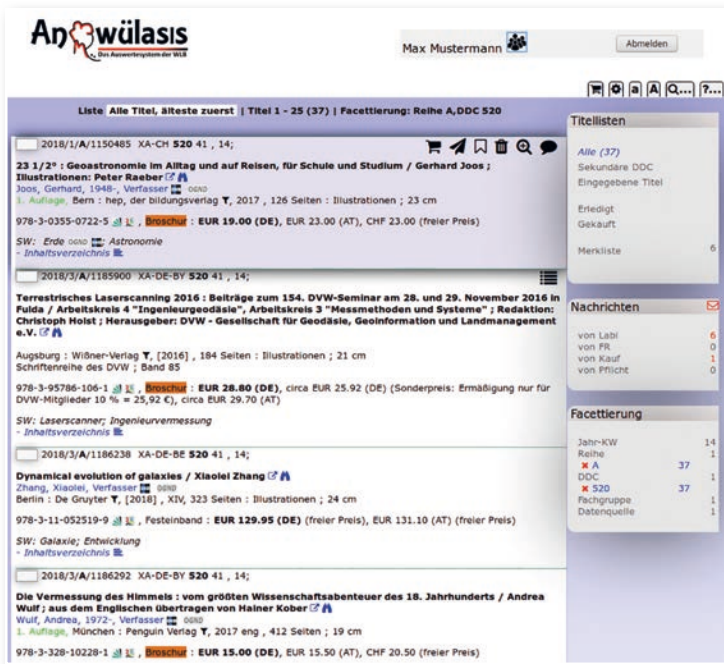 An wülasis
Das Auswertesystem der WLB
Max Mustermann
Abmelden
a A Q...) ?...
Liste Alle Titel, älteste zuerst | Titel 1 - 25 (37) | Facettierung: Reihe A,DDC 520
2018/1/A/1150485 XA-CH 520 41 , 14;
23 1/2° : Geoastronomie im Alltag und auf Reisen, für Schule und Studium / Gerhard Joos ;
Illustrationen: Peter Raeber
Joos, Gerhard, 1948-, Verfasser OGND
1. Auflage, Bern : hep, der bildungsverlag , 2017 , 126 Seiten : Illustrationen ; 23 cm
978-3-0355-0722-5 , Broschur : EUR 19.00 (DE), EUR 23.00 (AT), CHF 23.00 (freier Preis)
SW: Erde OGND ; Astronomie
- Inhaltsverzeichnis
2018/3/A/1185900 XA-DE-BY 520 41 , 14;
Terrestrisches Laserscanning 2016 : Beiträge zum 154. DVW-Seminar am 28. und 29. November 2016 in
Fulda / Arbeitskreis 4 "Ingenieurgeodäsie", Arbeitskreis 3 "Messmethoden und Systeme" ; Redaktion:
Christoph Holst ; Herausgeber: DVW - Gesellschaft für Geodäsie, Geoinformation und Landmanagement
e.V.
Augsburg : Wißner-Verlag , [2016] , 184 Seiten : Illustrationen ; 21 cm
Schriftenreihe des DVW ; Band 85
978-3-95786-106-1 , Broschur : EUR 28.80 (DE), circa EUR 25.92 (DE) (Sonderpreis: Ermäßigung nur für
DVW-Mitglieder 10 % = 25,92 €), circa EUR 29.70 (AT)
SW: Laserscanner; Ingenieurvermessung
- Inhaltsverzeichnis
2018/3/A/1186238 XA-DE-BE 520 41 , 14;
Dynamical evolution of galaxies / Xiaolei Zhang
Zhang, Xiaolei, Verfasser OGND
Berlin : De Gruyter , [2018] , XIV, 323 Seiten : Illustrationen ; 24 cm
978-3-11-052519-9 , Festeinband : EUR 129.95 (DE) (freier Preis), EUR 131.10 (AT) (freier Preis)
SW: Galaxie; Entwicklung
- Inhaltsverzeichnis
2018/3/A/1186292 XA-DE-BY 520 41 , 14;
Die Vermessung des Himmels : vom größten Wissenschaftsabenteuer des 18. Jahrhunderts / Andrea
Wulf ; aus dem Englischen übertragen von Hainer Kober
Wulf, Andrea, 1972-, Verfasser OGND
1. Auflage, München : Penguin Verlag , 2017 eng , 412 Seiten ; 19 cm
978-3-328-10228-1 , Broschur : EUR 15.00 (DE), EUR 15.50 (AT), CHF 20.50 (freier Preis)
Titellisten
Alle (37)
Sekundäre DDC
Eingegebene Titel
Erledigt
Gekauft
Merkliste 6
Nachrichten
von Labi 6
von FR 0
von Kauf 1
von Pflicht 0
Facettierung
Jahr-KW 14
Reihe 1
× A 37
DDC 1
× 520 37
Fachgruppe 1
Datenquelle 1